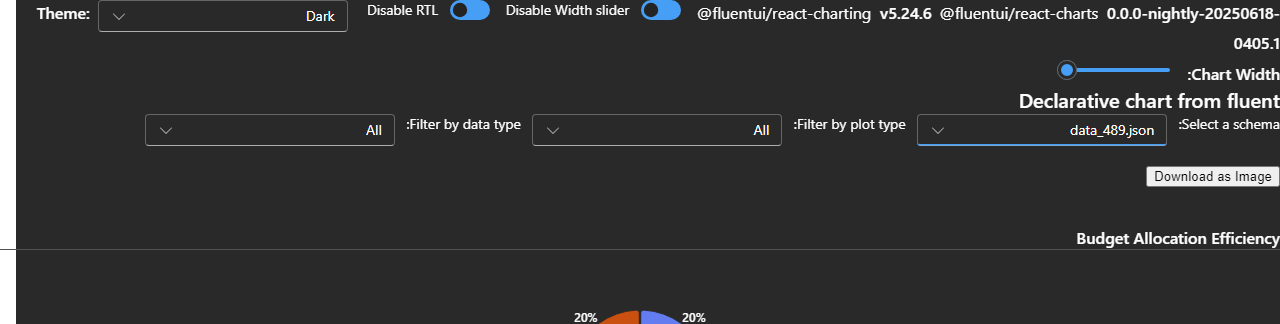 Theme: Dark Disable RTL Disable Width slider @fluentui/react-charting v5.24.6 @fluentui/react-charts 0.0.0-nightly-20250618-
0405.1
:Chart Width
Declarative chart from fluent
:Select a schema data_489.json :Filter by plot type All :Filter by data type All
Download as Image
Budget Allocation Efficiency
20% 20%